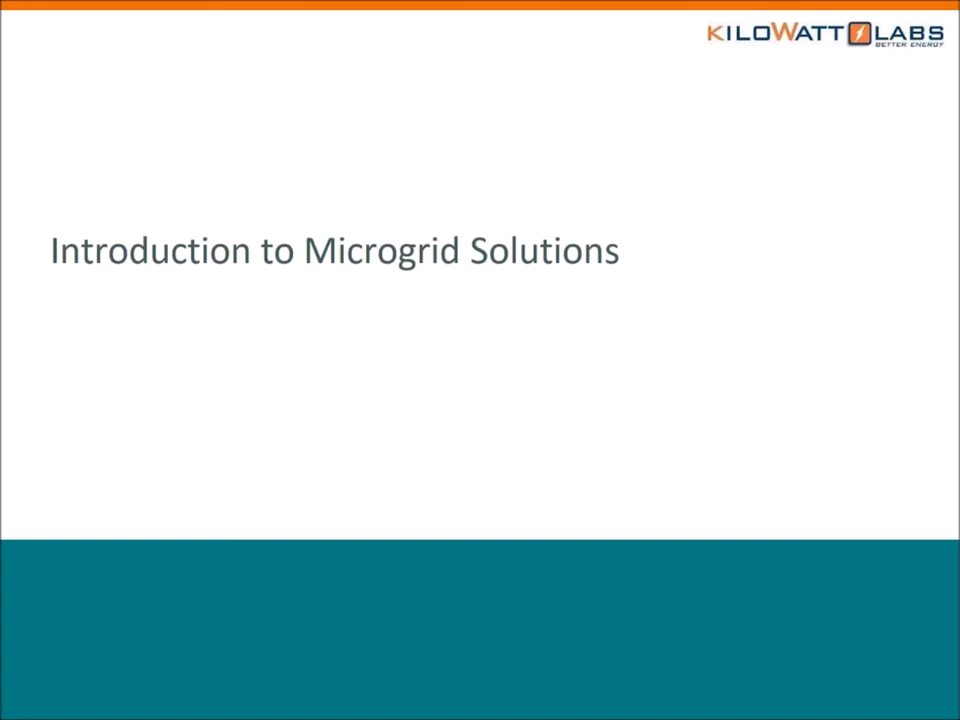 KILOWATT LABS
BETTER ENERGY
Introduction to Microgrid Solutions